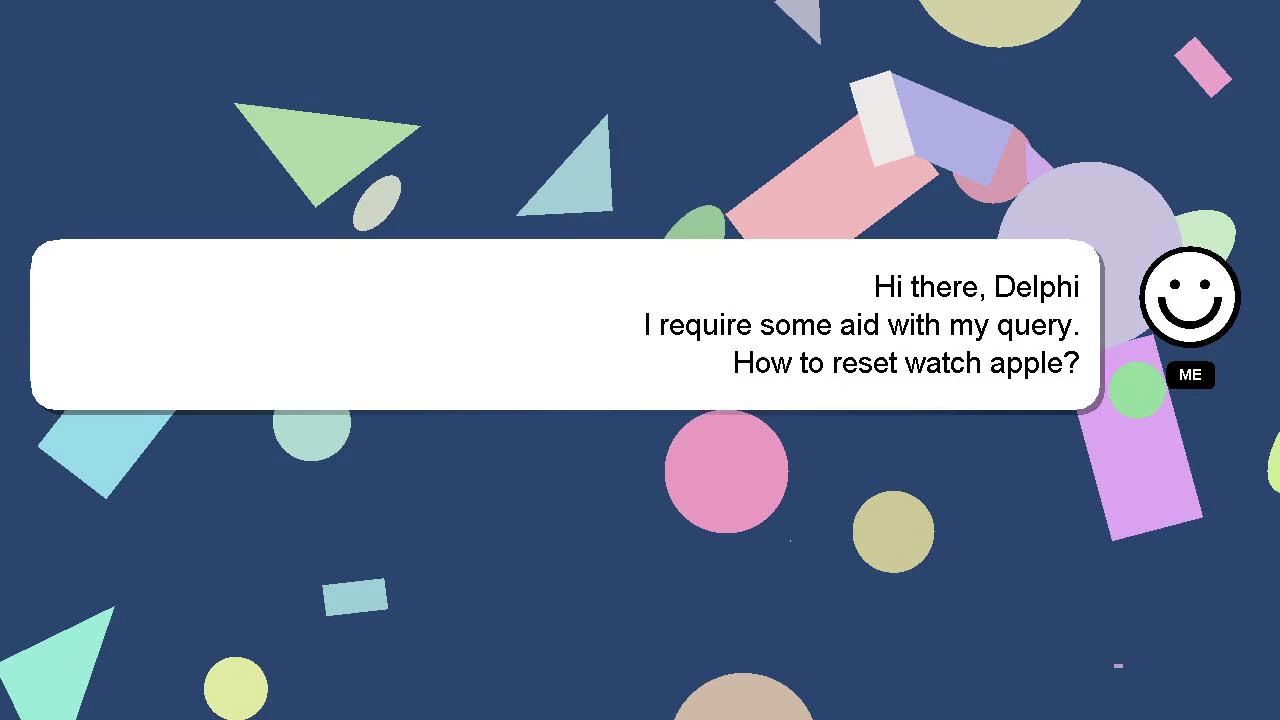 Hi there, Delphi
I require some aid with my query.
How to reset watch apple?
ME